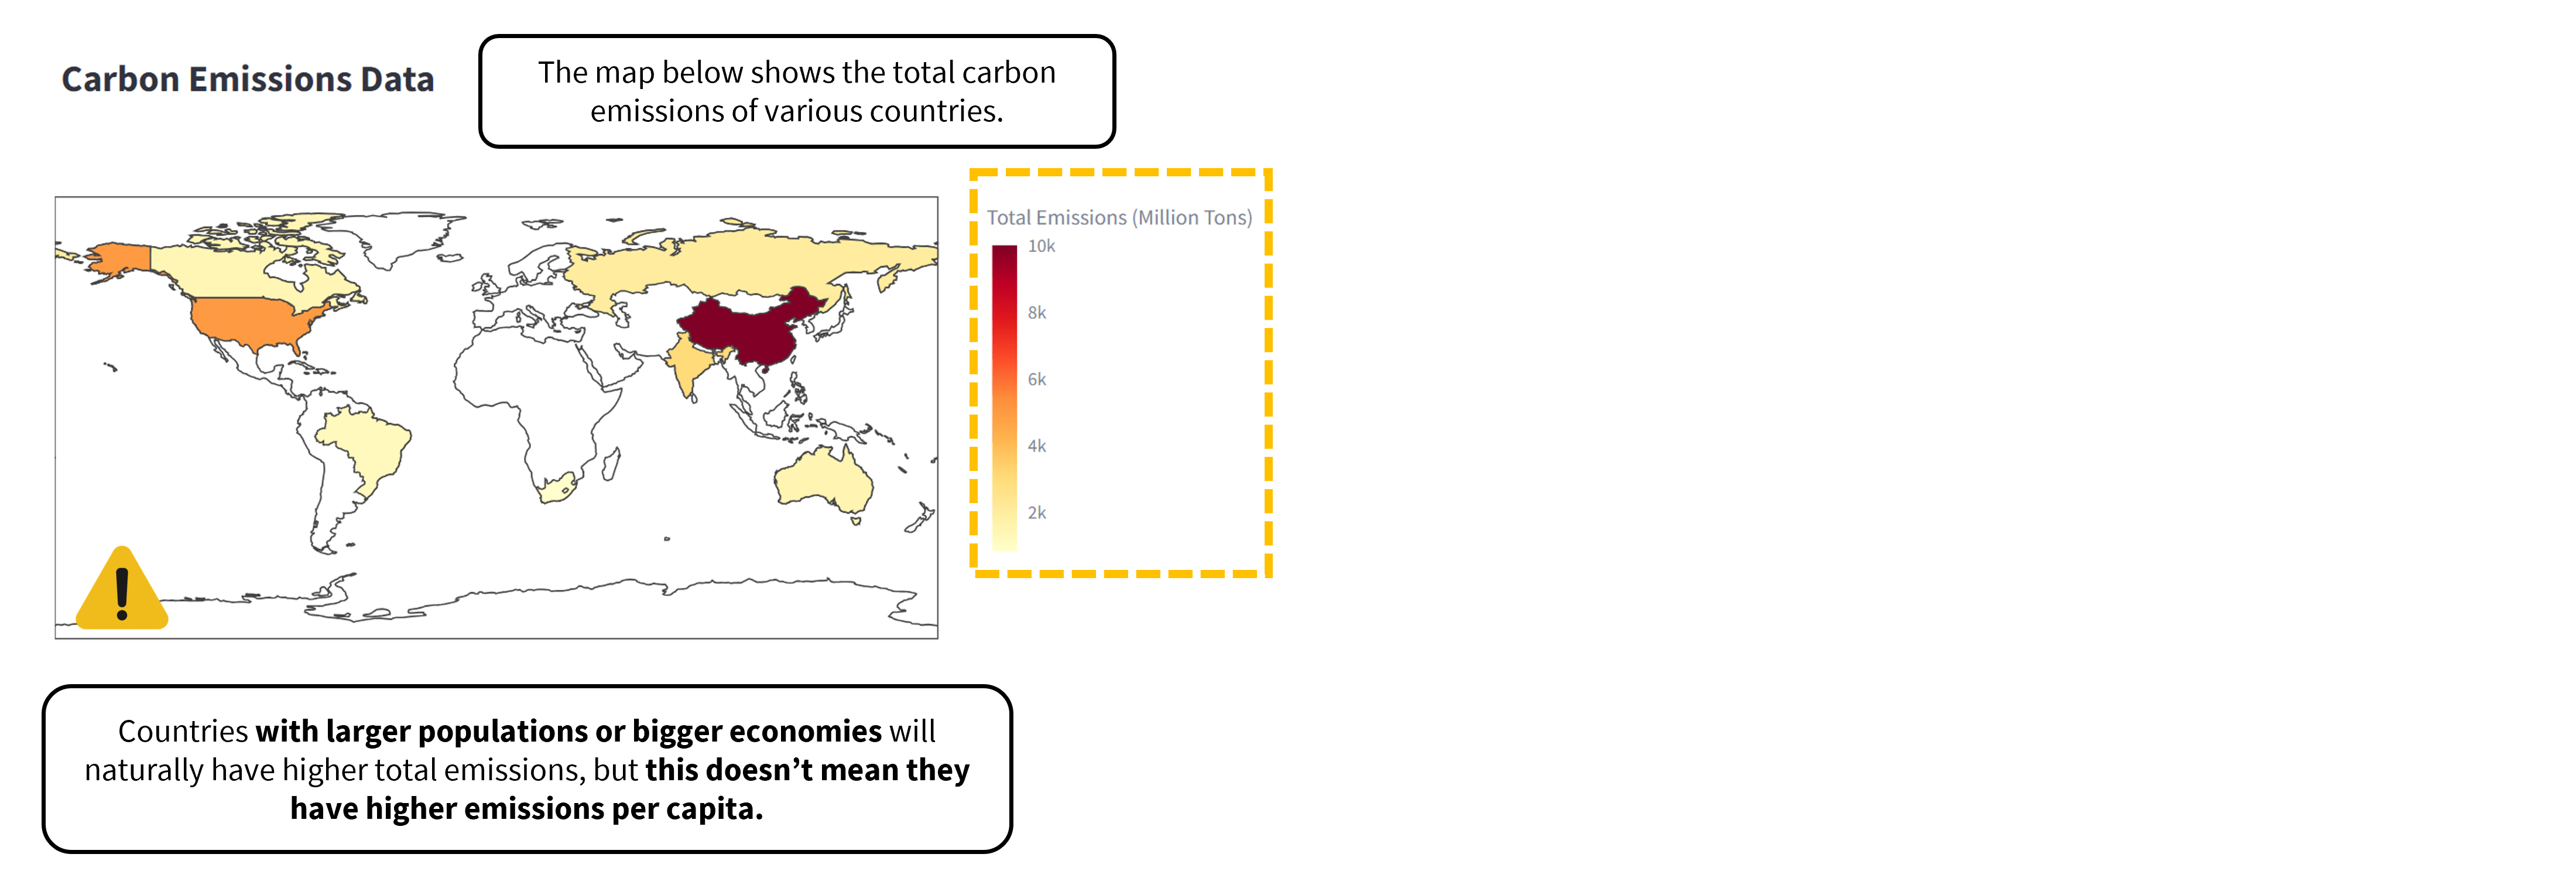 Carbon Emissions Data
The map below shows the total carbon
emissions of various countries.
Total Emissions (Million Tons)
10k
8k
6k
4k
2k
Countries with larger populations or bigger economies will
naturally have higher total emissions, but this doesn’t mean they
have higher emissions per capita.